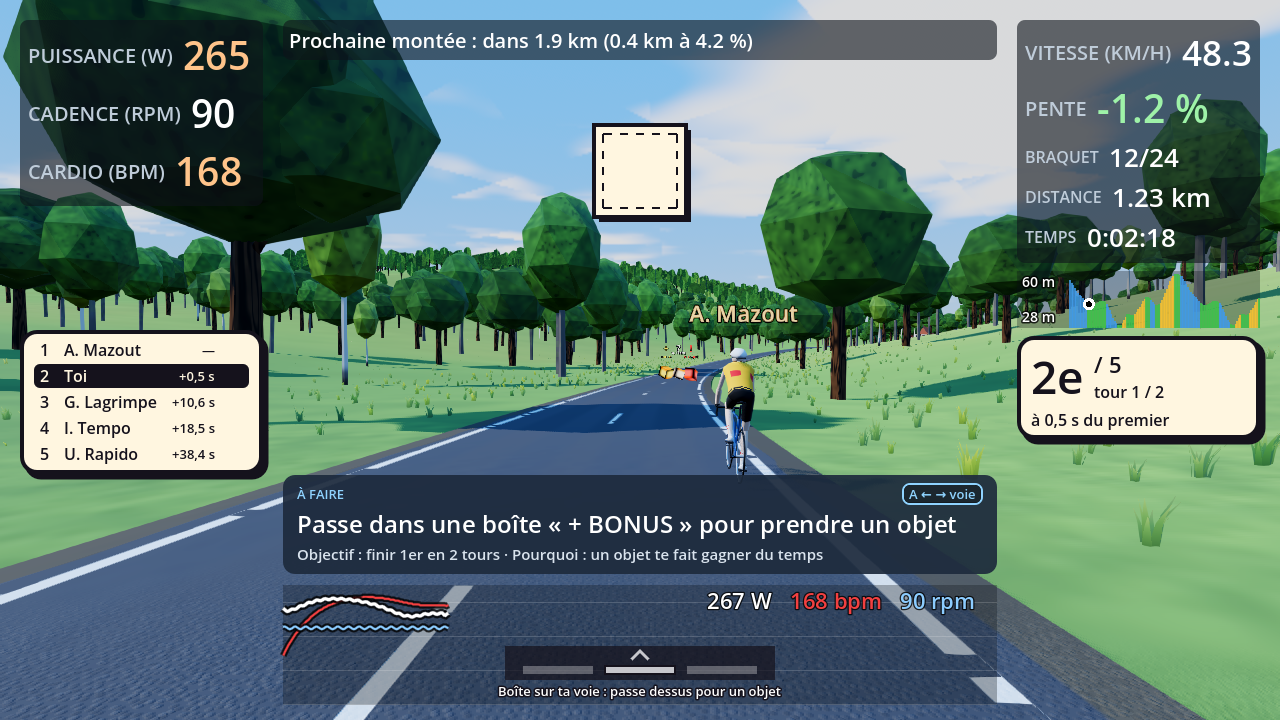 PUISSANCE (W) 265
CADENCE (RPM) 90
CARDIO (BPM) 168
Prochaine montée : dans 1.9 km (0.4 km à 4.2 %)
VITESSE (KM/H) 48.3
PENTE -1.2 %
BRAQUET 12/24
DISTANCE 1.23 km
TEMPS 0:02:18
60 m
28 m
A. Mazout
1 A. Mazout —
2 Toi +0,5 s
3 G. Lagrimpe +10,6 s
4 I. Tempo +18,5 s
5 U. Rapido +38,4 s
2e / 5
tour 1 / 2
à 0,5 s du premier
À FAIRE
A ← → voie
Passe dans une boîte « + BONUS » pour prendre un objet
Objectif : finir 1er en 2 tours · Pourquoi : un objet te fait gagner du temps
267 W 168 bpm 90 rpm
Boîte sur ta voie : passe dessus pour un objet